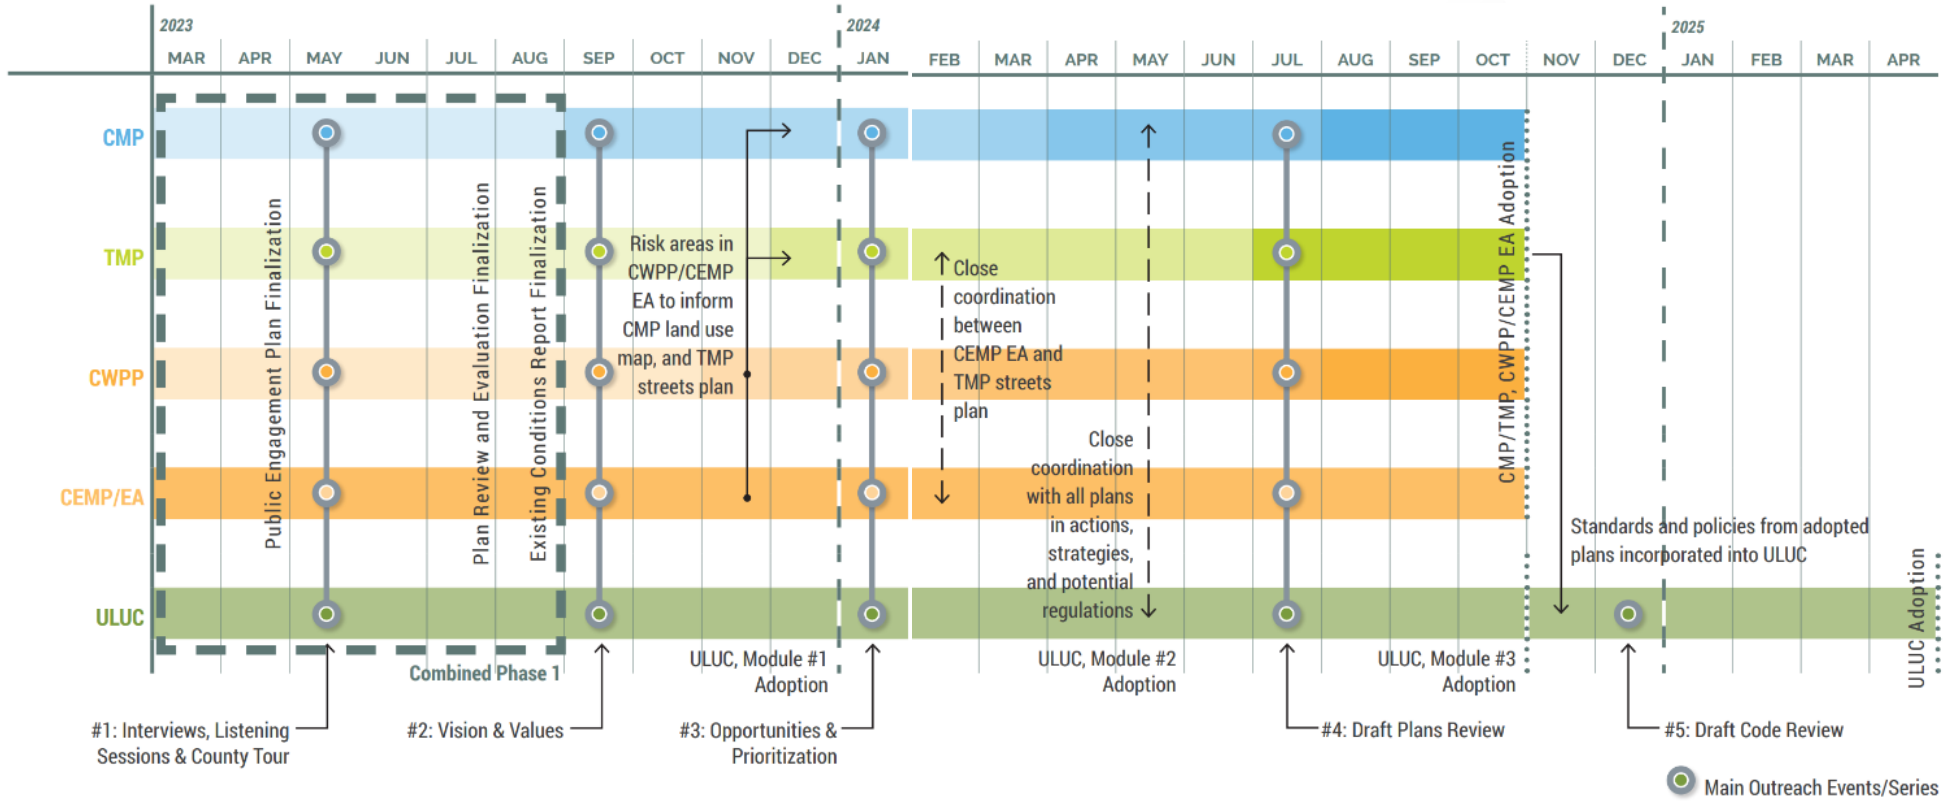 2023
2024
2025
MAR APR MAY JUN JUL AUG SEP OCT NOV DEC JAN FEB MAR APR MAY JUN JUL AUG SEP OCT NOV DEC JAN FEB MAR APR
CMP
TMP
CWPP
CEMP/EA
ULUC
Public Engagement Plan Finalization
Plan Review and Evaluation Finalization
Existing Conditions Report Finalization
Risk areas in
CWPP/CEMP
EA to inform
CMP land use
map, and TMP
streets plan
Close
coordination
between
CEMP EA and
TMP streets
plan
Close
coordination
with all plans
in actions,
strategies,
and potential
regulations
CMP/TMP, CWPP/CEMP EA Adoption
Standards and policies from adopted
plans incorporated into ULUC
ULUC Adoption
Combined Phase 1
ULUC, Module #1
Adoption
ULUC, Module #2
Adoption
ULUC, Module #3
Adoption
#1: Interviews, Listening
Sessions & County Tour
#2: Vision & Values
#3: Opportunities &
Prioritization
#4: Draft Plans Review
#5: Draft Code Review
Main Outreach Events/Series